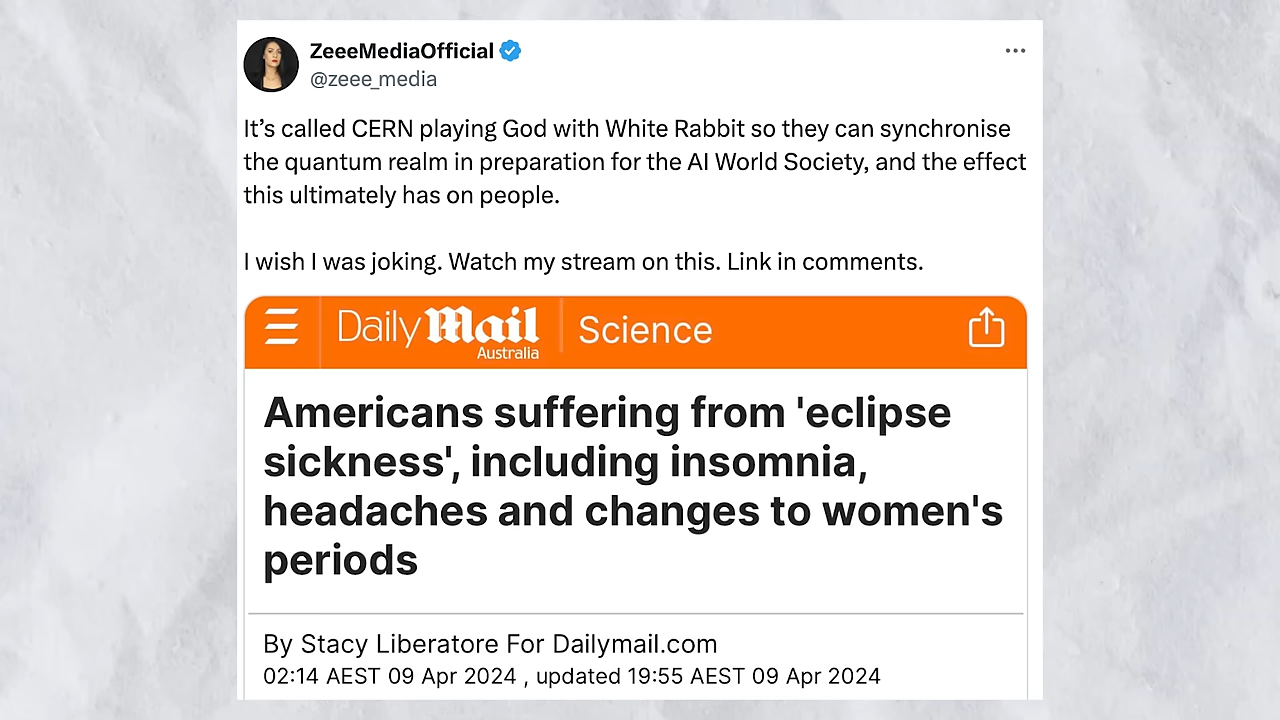 ZeeeMediaOfficial
@zeee_media
It’s called CERN playing God with White Rabbit so they can synchronise
the quantum realm in preparation for the AI World Society, and the effect
this ultimately has on people.
I wish I was joking. Watch my stream on this. Link in comments.
Daily Mail Australia Science
Americans suffering from 'eclipse
sickness', including insomnia,
headaches and changes to women's
periods
By Stacy Liberatore For Dailymail.com
02:14 AEST 09 Apr 2024 , updated 19:55 AEST 09 Apr 2024